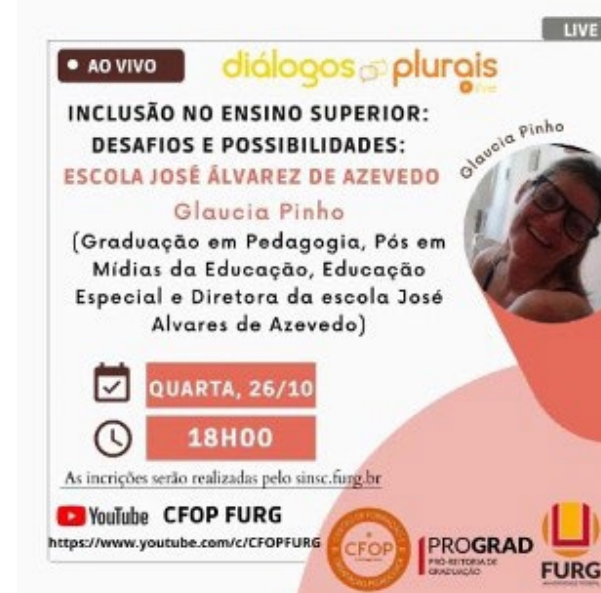 LIVE
AO VIVO
diálogos plurais
live
INCLUSÃO NO ENSINO SUPERIOR:
DESAFIOS E POSSIBILIDADES:
ESCOLA JOSÉ ÁLVAREZ DE AZEVEDO
Glaucia Pinho
Glaucia Pinho
(Graduação em Pedagogia, Pós em
Mídias da Educação, Educação
Especial e Diretora da escola José
Alvares de Azevedo)
QUARTA, 26/10
18H00
As incrições serão realizadas pelo sinsc.furg.br
YouTube CFOP FURG
https://www.youtube.com/c/CFOPFURG
CFOP
PROGRAD
PRÓ-REITORIA DE
GRADUAÇÃO
FURG